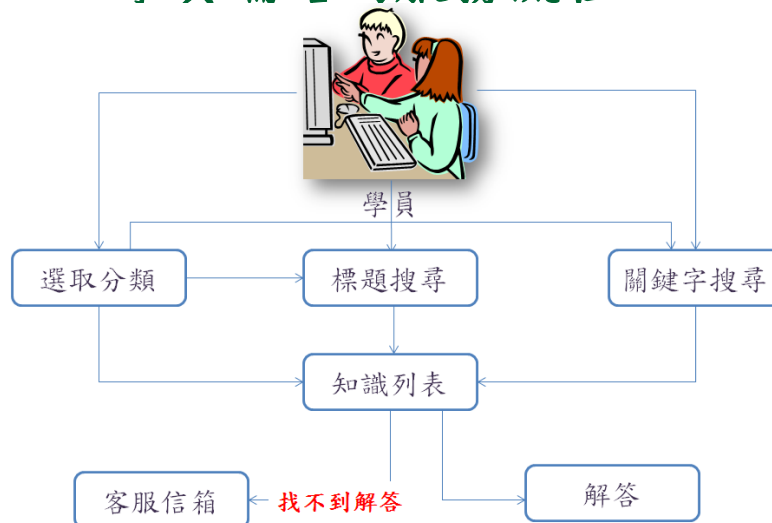 學員
選取分類
標題搜尋
關鍵字搜尋
知識列表
客服信箱
找不到解答
解答